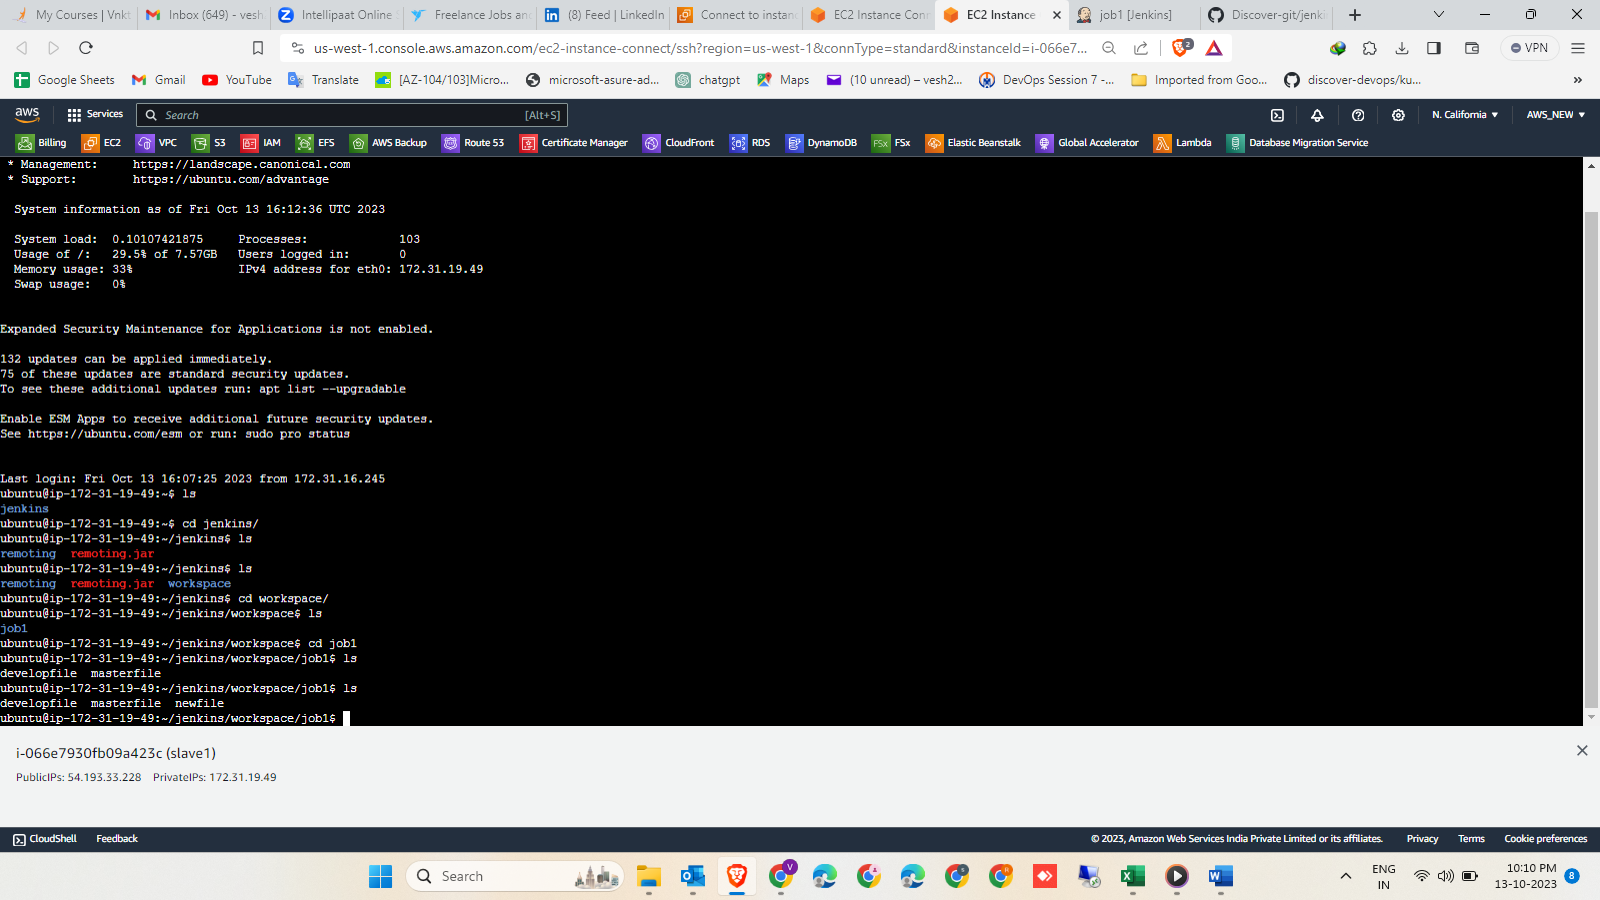 My Courses | Vnkt
Inbox (649) - vesh
Intellipaat Online
Freelance Jobs an
(8) Feed | LinkedIn
Connect to instan
EC2 Instance Conn
EC2 Instance
job1 [Jenkins]
Discover-git/jenki
us-west-1.console.aws.amazon.com/ec2-instance-connect/ssh?region=us-west-1&connType=standard&instanceId=i-066e7...
2
VPN
Google Sheets
Gmail
YouTube
Translate
[AZ-104/103]Micro...
microsoft-asure-ad...
chatgpt
Maps
(10 unread) – vesh2...
DevOps Session 7 -...
Imported from Goo...
discover-devops/ku...
»
aws
Services
Search
[Alt+S]
N. California
AWS_NEW
Billing
EC2
VPC
S3
IAM
EFS
AWS Backup
Route 53
Certificate Manager
CloudFront
RDS
DynamoDB
FSx
FSx
Elastic Beanstalk
Global Accelerator
Lambda
Database Migration Service
* Management:     https://landscape.canonical.com
* Support:        https://ubuntu.com/advantage
System information as of Fri Oct 13 16:12:36 UTC 2023
System load:  0.10107421875     Processes:             103
Usage of /:   29.5% of 7.57GB   Users logged in:       0
Memory usage: 33%               IPv4 address for eth0: 172.31.19.49
Swap usage:   0%
Expanded Security Maintenance for Applications is not enabled.
132 updates can be applied immediately.
75 of these updates are standard security updates.
To see these additional updates run: apt list --upgradable
Enable ESM Apps to receive additional future security updates.
See https://ubuntu.com/esm or run: sudo pro status
Last login: Fri Oct 13 16:07:25 2023 from 172.31.16.245
ubuntu@ip-172-31-19-49:~$ ls
jenkins
ubuntu@ip-172-31-19-49:~$ cd jenkins/
ubuntu@ip-172-31-19-49:~/jenkins$ ls
remoting  remoting.jar
ubuntu@ip-172-31-19-49:~/jenkins$ ls
remoting  remoting.jar  workspace
ubuntu@ip-172-31-19-49:~/jenkins$ cd workspace/
ubuntu@ip-172-31-19-49:~/jenkins/workspace$ ls
job1
ubuntu@ip-172-31-19-49:~/jenkins/workspace$ cd job1
ubuntu@ip-172-31-19-49:~/jenkins/workspace/job1$ ls
developfile  masterfile
ubuntu@ip-172-31-19-49:~/jenkins/workspace/job1$ ls
developfile  masterfile  newfile
ubuntu@ip-172-31-19-49:~/jenkins/workspace/job1$
i-066e7930fb09a423c (slave1)
PublicIPs: 54.193.33.228    PrivateIPs: 172.31.19.49
CloudShell
Feedback
© 2023, Amazon Web Services India Private Limited or its affiliates.
Privacy
Terms
Cookie preferences
Search
V
ENG
IN
10:10 PM
13-10-2023
8